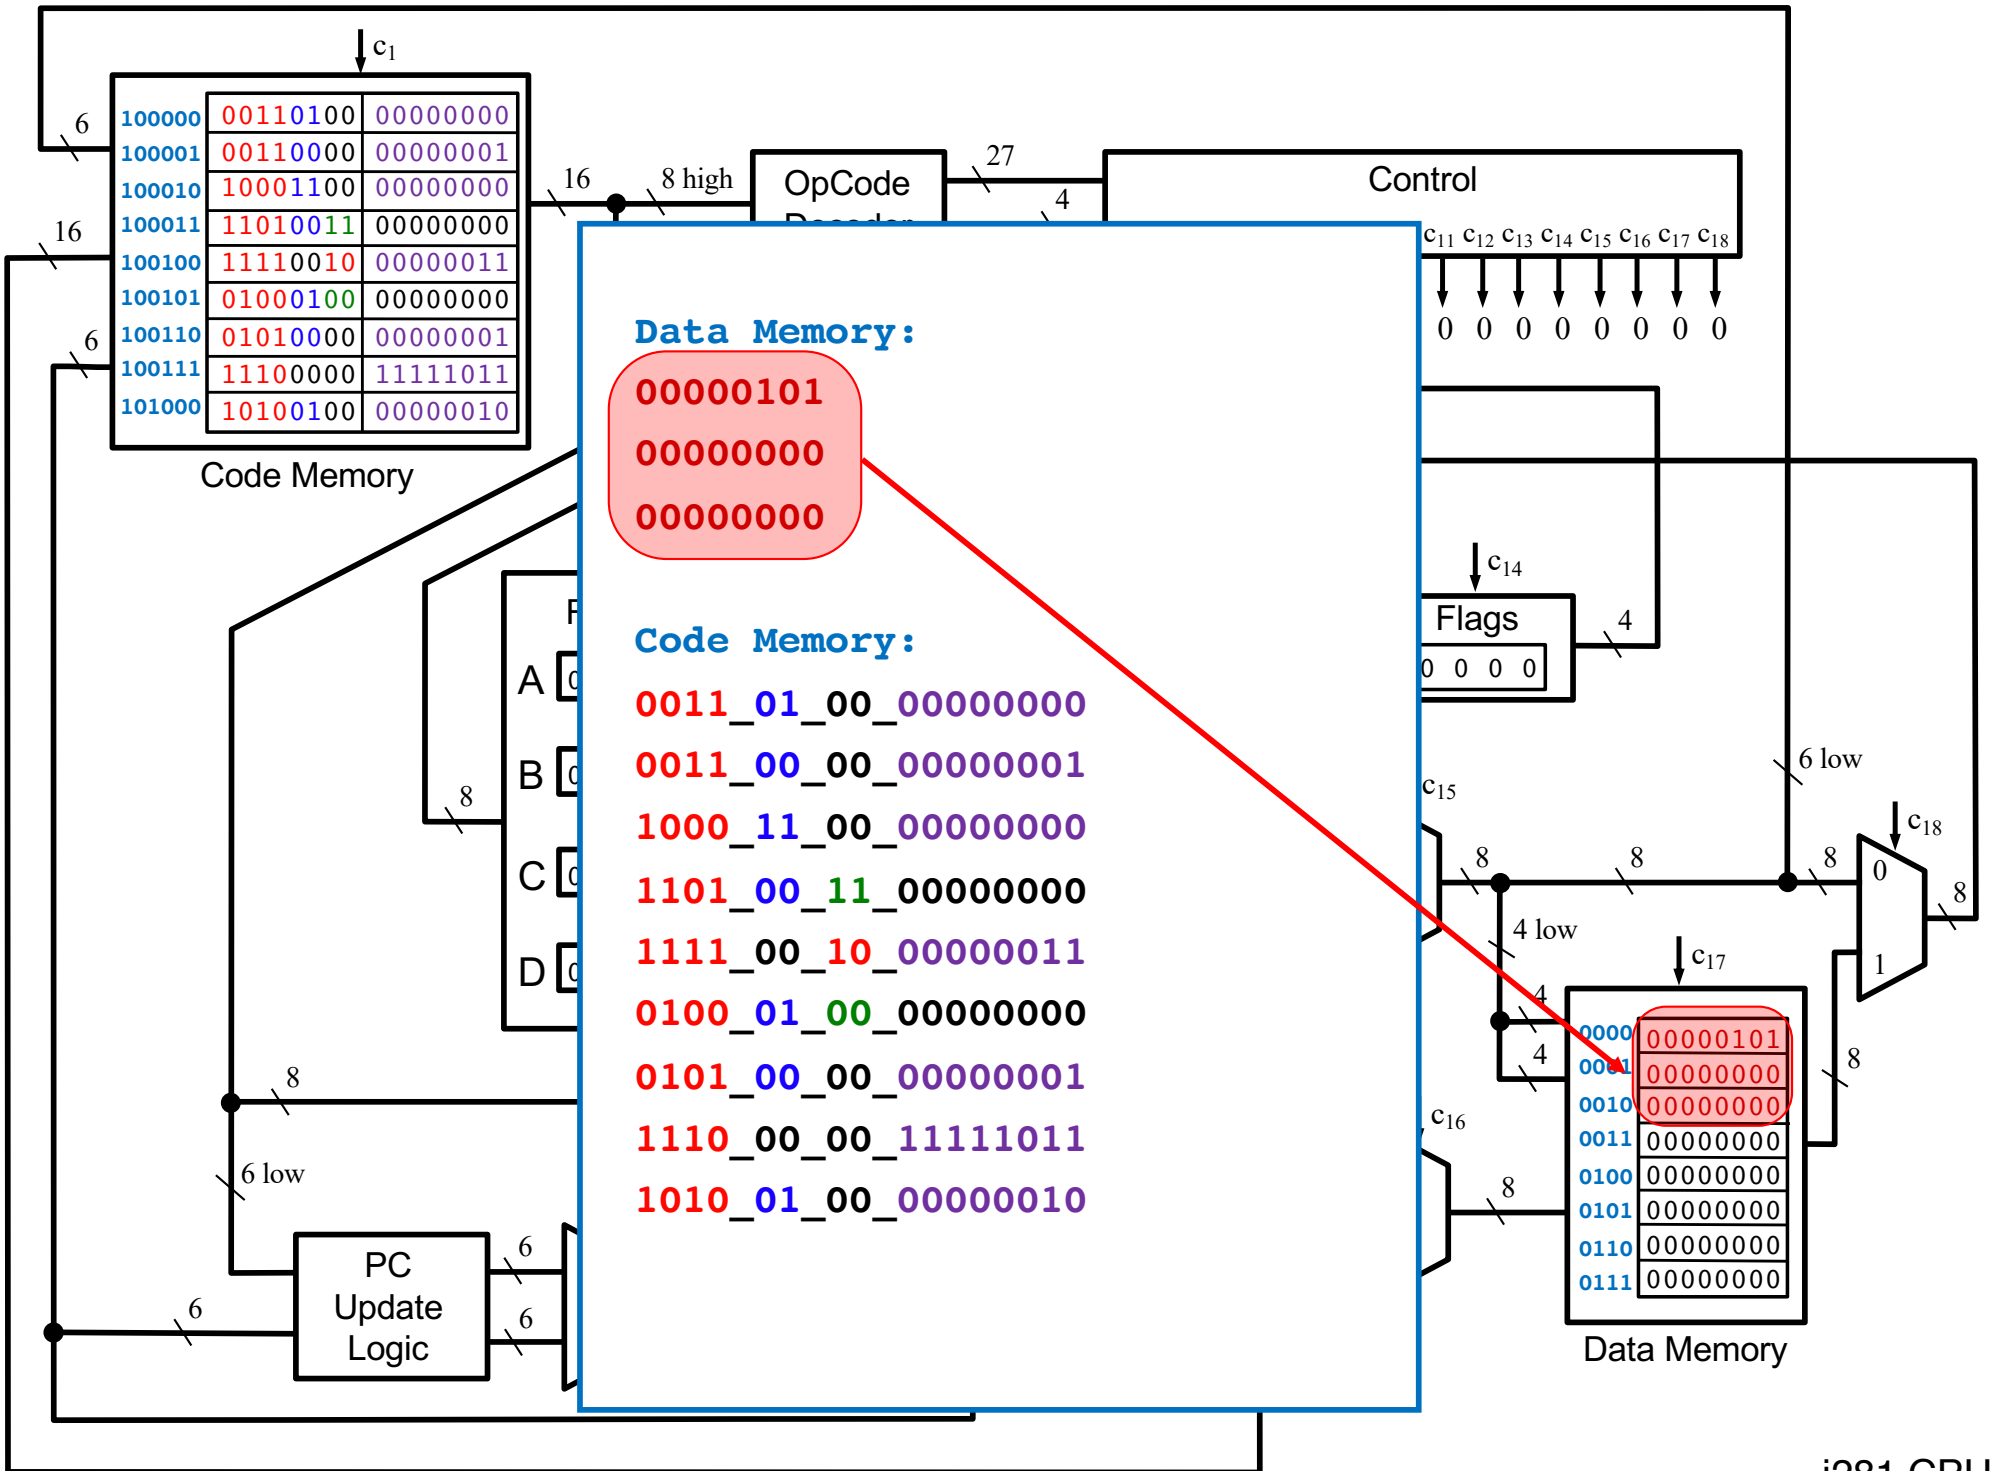 c1
6
16
6
100000 00110100 00000000
100001 00110000 00000001
100010 10001100 00000000
100011 11010011 00000000
100100 11110010 00000011
100101 01000100 00000000
100110 01010000 00000001
100111 11100000 11111011
101000 10100100 00000010
Code Memory
16
8 high
OpCode
27
4
Control
c11 c12 c13 c14 c15 c16 c17 c18
0 0 0 0 0 0 0 0
Data Memory:
00000101
00000000
00000000
Code Memory:
0011_01_00_00000000
0011_00_00_00000001
1000_11_00_00000000
1101_00_11_00000000
1111_00_10_00000011
0100_01_00_00000000
0101_00_00_00000001
1110_00_00_11111011
1010_01_00_00000010
A
B
C
D
8
8
6 low
PC
Update
Logic
6
6
6
c14
Flags
0 0 0 0
4
c15
6 low
c18
8
8
8
0
1
8
4 low
4
4
c17
c16
8
8
0000 00000101
0001 00000000
0010 00000000
0011 00000000
0100 00000000
0101 00000000
0110 00000000
0111 00000000
Data Memory